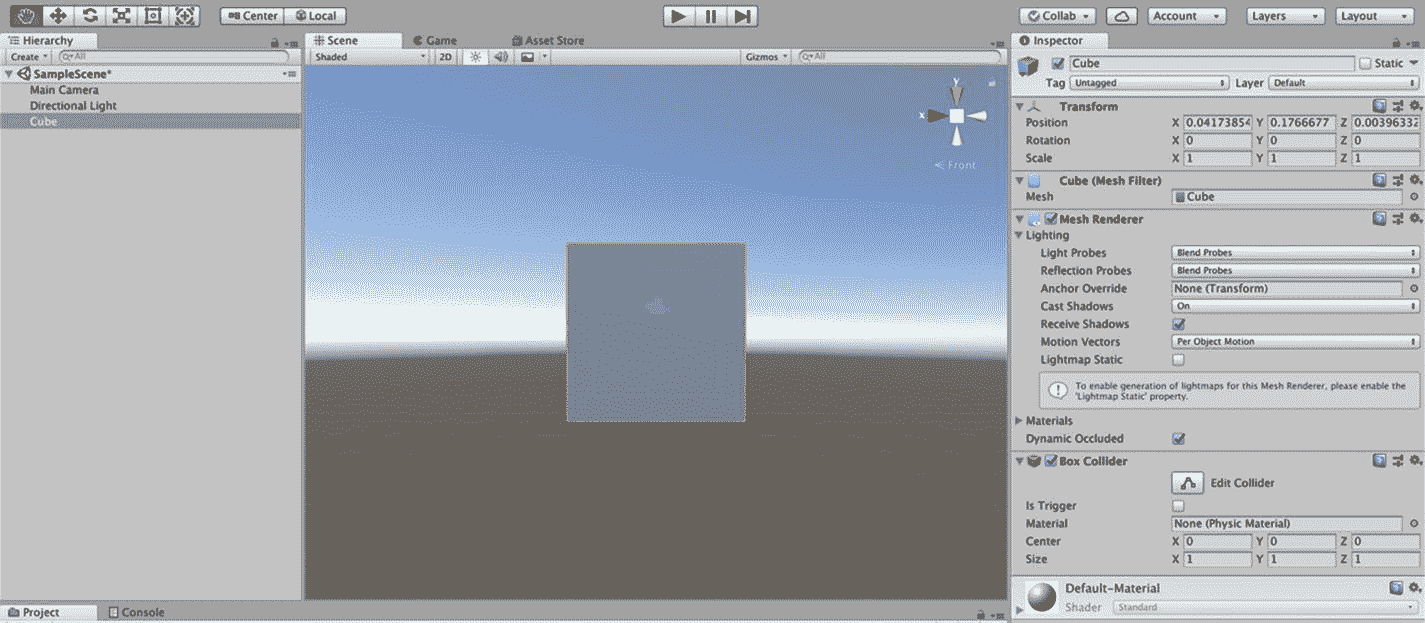 Center Local Collab Account Layers Layout
Hierarchy
Create All
SampleScene*
Main Camera
Directional Light
Cube
Scene Game Asset Store
Shaded 2D Gizmos All
y
x
Front
Inspector
Cube Static
Tag Untagged Layer Default
Transform
Position X 0.04173854 Y 0.1766677 Z 0.00396332
Rotation X 0 Y 0 Z 0
Scale X 1 Y 1 Z 1
Cube (Mesh Filter)
Mesh Cube
Mesh Renderer
Lighting
Light Probes Blend Probes
Reflection Probes Blend Probes
Anchor Override None (Transform)
Cast Shadows On
Receive Shadows
Motion Vectors Per Object Motion
Lightmap Static
To enable generation of lightmaps for this Mesh Renderer, please enable the
'Lightmap Static' property.
Materials
Dynamic Occluded
Box Collider
Edit Collider
Is Trigger
Material None (Physic Material)
Center X 0 Y 0 Z 0
Size X 1 Y 1 Z 1
Default-Material
Shader Standard
Project Console